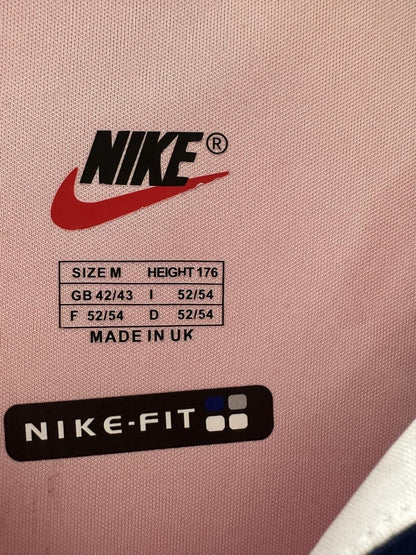 NIKE®
SIZE M HEIGHT 176
GB 42/43 I 52/54
F 52/54 D 52/54
MADE IN UK
NIKE-FIT